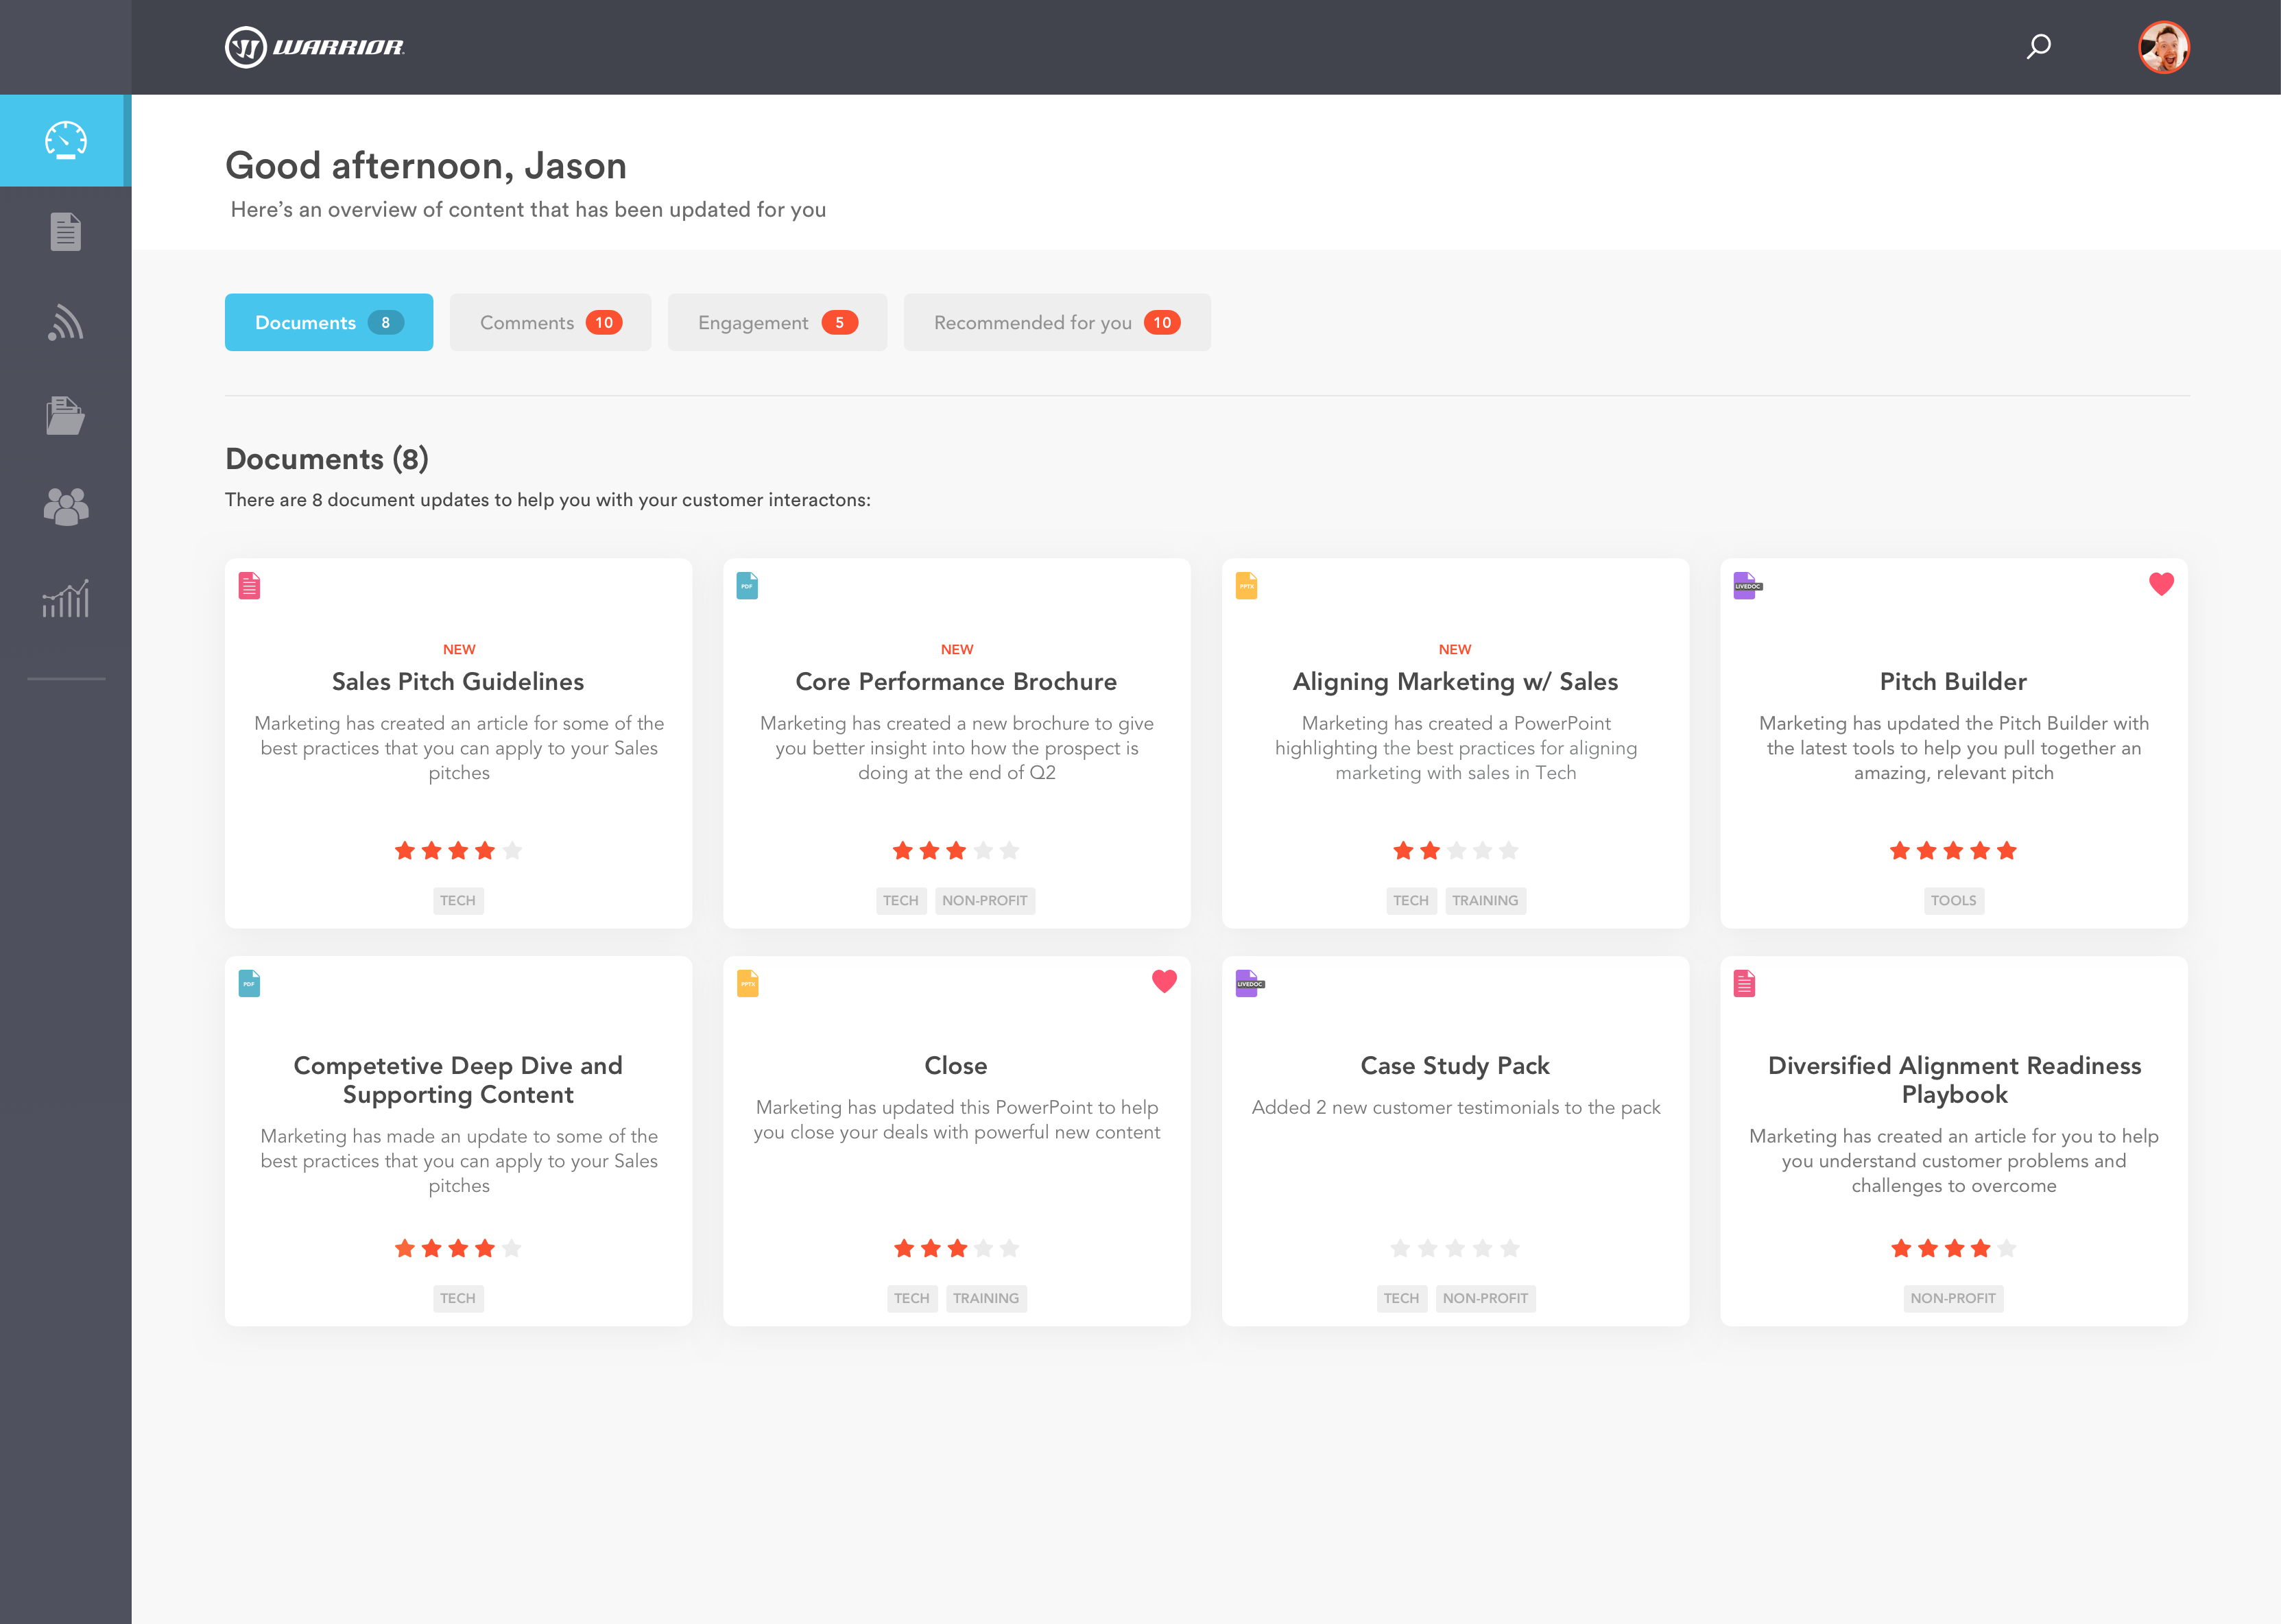 WARRIOR
Good afternoon, Jason
Here’s an overview of content that has been updated for you
Documents 8
Comments 10
Engagement 5
Recommended for you 10
Documents (8)
There are 8 document updates to help you with your customer interactons:
NEW
Sales Pitch Guidelines
Marketing has created an article for some of the
best practices that you can apply to your Sales
pitches
TECH
PDF
NEW
Core Performance Brochure
Marketing has created a new brochure to give
you better insight into how the prospect is
doing at the end of Q2
TECH NON-PROFIT
PPTX
NEW
Aligning Marketing w/ Sales
Marketing has created a PowerPoint
highlighting the best practices for aligning
marketing with sales in Tech
TECH TRAINING
LIVEDOC
Pitch Builder
Marketing has updated the Pitch Builder with
the latest tools to help you pull together an
amazing, relevant pitch
TOOLS
PDF
Competetive Deep Dive and
Supporting Content
Marketing has made an update to some of the
best practices that you can apply to your Sales
pitches
TECH
PPTX
Close
Marketing has updated this PowerPoint to help
you close your deals with powerful new content
TECH TRAINING
LIVEDOC
Case Study Pack
Added 2 new customer testimonials to the pack
TECH NON-PROFIT
Diversified Alignment Readiness
Playbook
Marketing has created an article for you to help
you understand customer problems and
challenges to overcome
NON-PROFIT